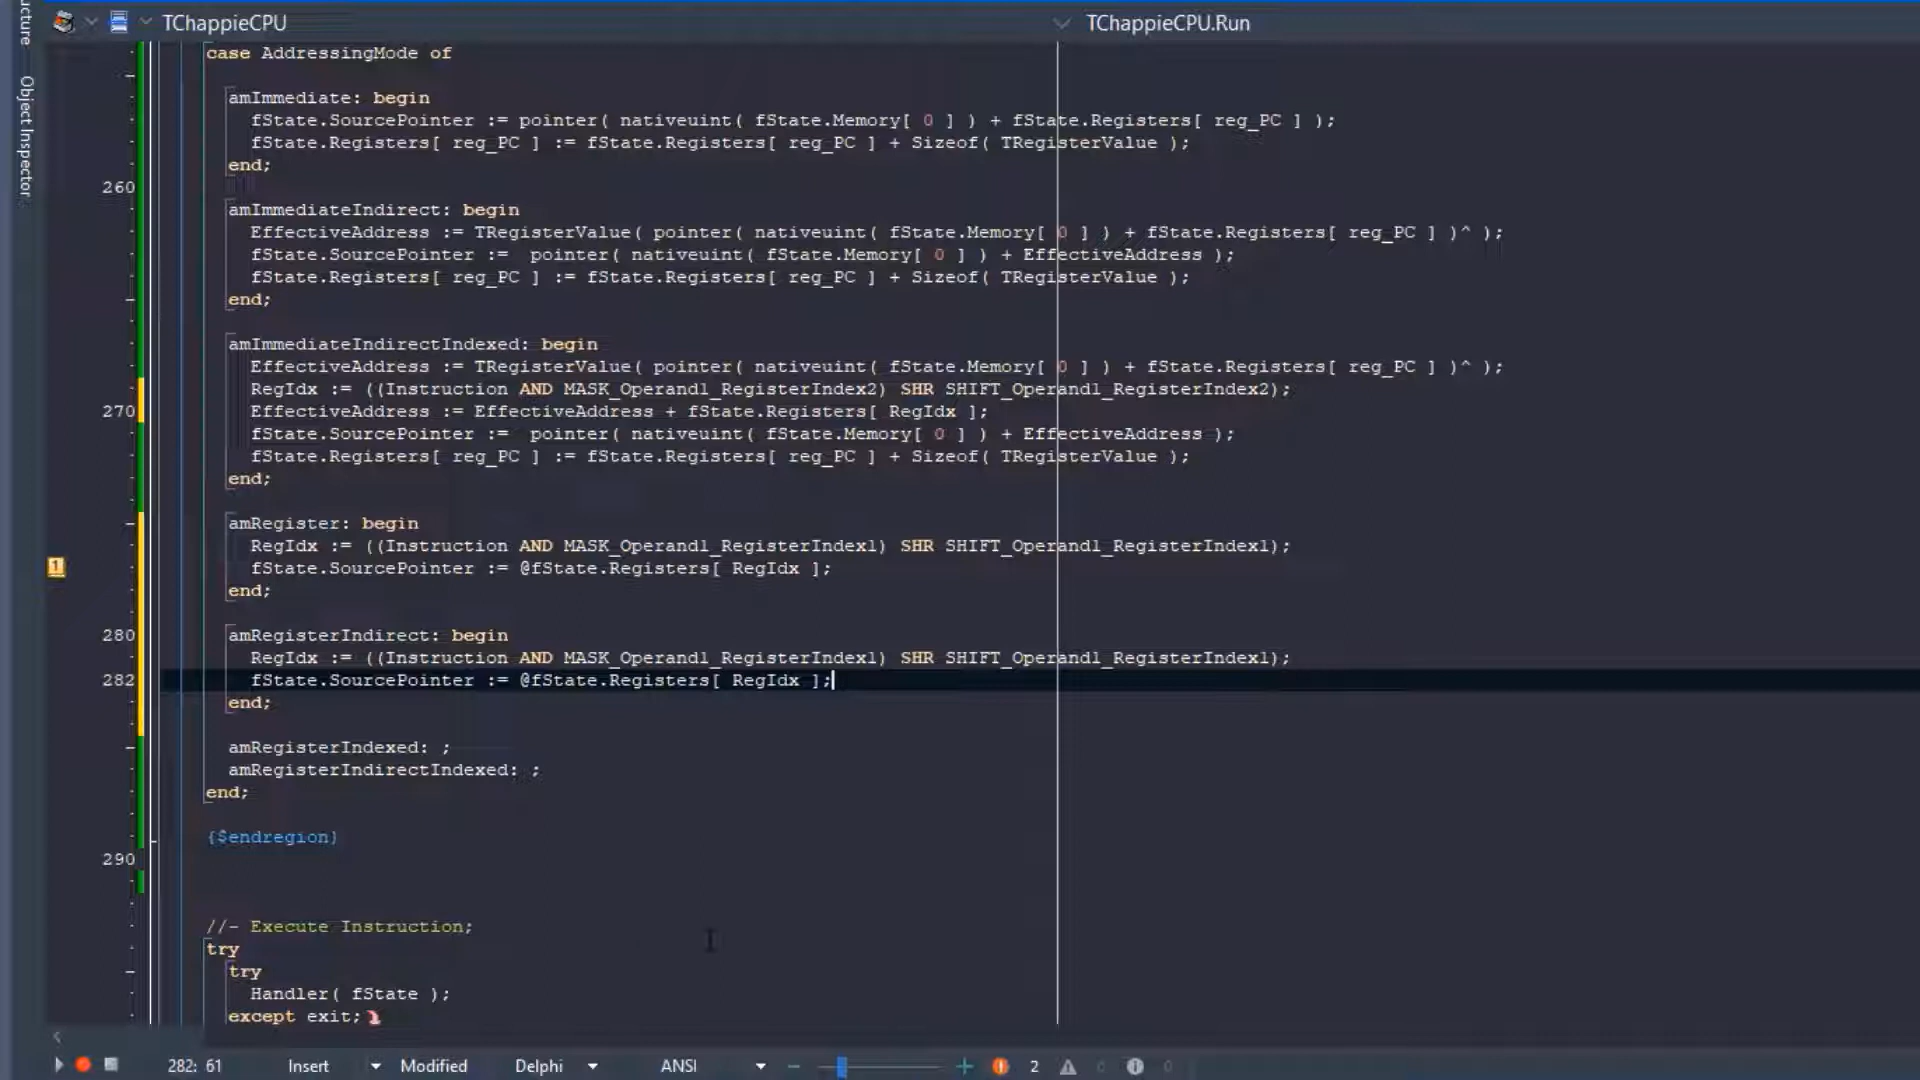 ucture
Object Inspector
TChappieCPU
TChappieCPU.Run
case AddressingMode of
amImmediate: begin
fState.SourcePointer := pointer( nativeuint( fState.Memory[ 0 ] ) + fState.Registers[ reg_PC ] );
fState.Registers[ reg_PC ] := fState.Registers[ reg_PC ] + Sizeof( TRegisterValue );
end;
260
amImmediateIndirect: begin
EffectiveAddress := TRegisterValue( pointer( nativeuint( fState.Memory[ 0 ] ) + fState.Registers[ reg_PC ] )^ );
fState.SourcePointer :=  pointer( nativeuint( fState.Memory[ 0 ] ) + EffectiveAddress );
fState.Registers[ reg_PC ] := fState.Registers[ reg_PC ] + Sizeof( TRegisterValue );
end;
amImmediateIndirectIndexed: begin
EffectiveAddress := TRegisterValue( pointer( nativeuint( fState.Memory[ 0 ] ) + fState.Registers[ reg_PC ] )^ );
RegIdx := ((Instruction AND MASK_Operand1_RegisterIndex2) SHR SHIFT_Operand1_RegisterIndex2);
270 EffectiveAddress := EffectiveAddress + fState.Registers[ RegIdx ];
fState.SourcePointer :=  pointer( nativeuint( fState.Memory[ 0 ] ) + EffectiveAddress );
fState.Registers[ reg_PC ] := fState.Registers[ reg_PC ] + Sizeof( TRegisterValue );
end;
amRegister: begin
RegIdx := ((Instruction AND MASK_Operand1_RegisterIndex1) SHR SHIFT_Operand1_RegisterIndex1);
1 fState.SourcePointer := @fState.Registers[ RegIdx ];
end;
280 amRegisterIndirect: begin
RegIdx := ((Instruction AND MASK_Operand1_RegisterIndex1) SHR SHIFT_Operand1_RegisterIndex1);
282 fState.SourcePointer := @fState.Registers[ RegIdx ];
end;
amRegisterIndexed: ;
amRegisterIndirectIndexed: ;
end;
{$endregion}
290
//- Execute Instruction;
try
try
Handler( fState );
except exit;
282: 61 Insert Modified Delphi ANSI 2 0 0